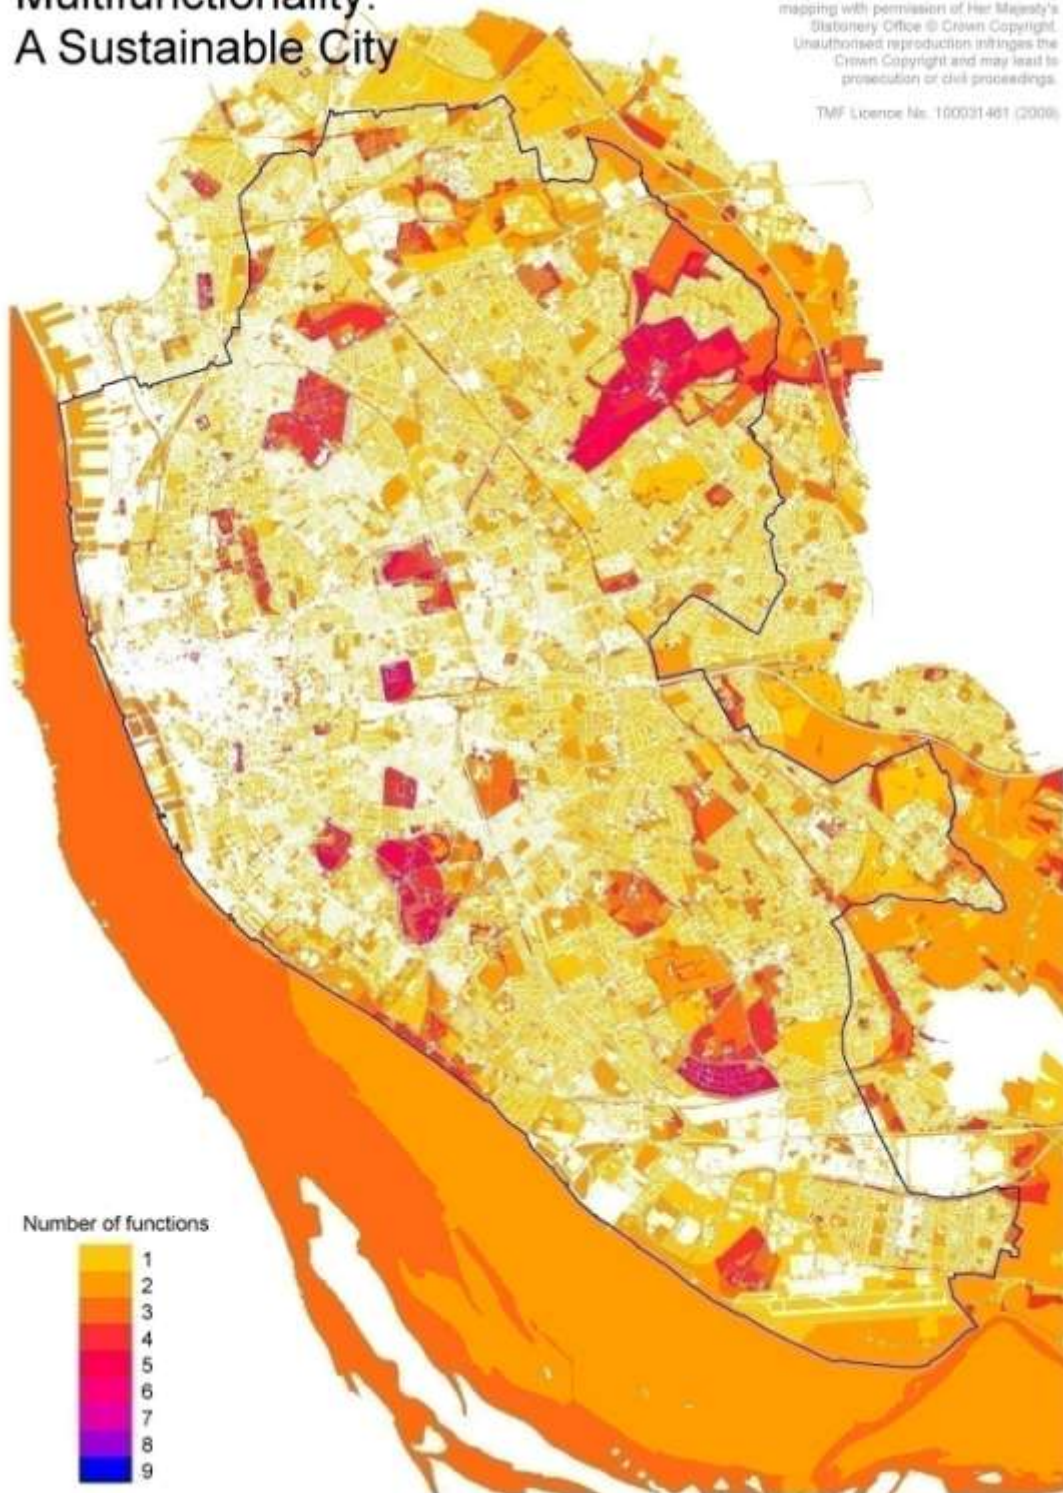 Multifunctionality:
A Sustainable City
mapping with permission of Her Majesty's
Stationery Office © Crown Copyright.
Unauthorised reproduction infringes the
Crown Copyright and may lead to
prosecution or civil proceedings.
TMF Licence No. 100031461 (2009)
Number of functions
1
2
3
4
5
6
7
8
9